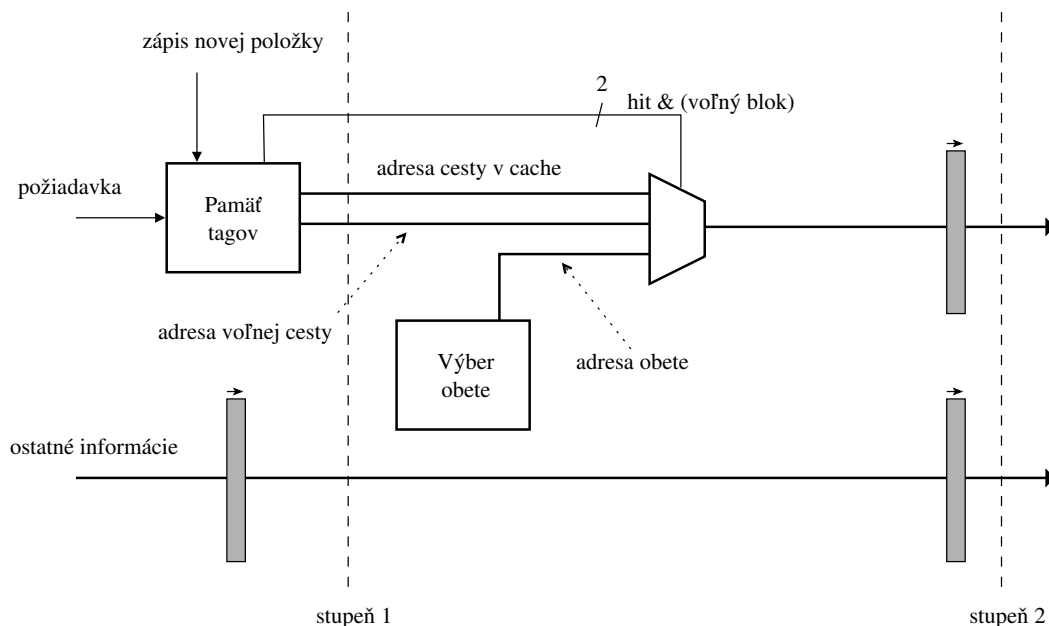 zápis novej položky
2
hit & (voľný blok)
adresa cesty v cache
požiadavka
Pamäť
tagov
adresa voľnej cesty
Výber
obete
adresa obete
ostatné informácie
stupeň 1
stupeň 2